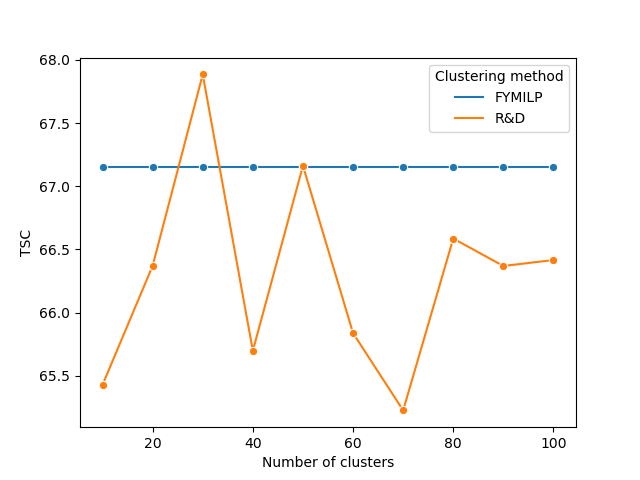 68.0
67.5
67.0
66.5
66.0
65.5
TSC
Clustering method
FYMILP
R&D
20 40 60 80 100
Number of clusters